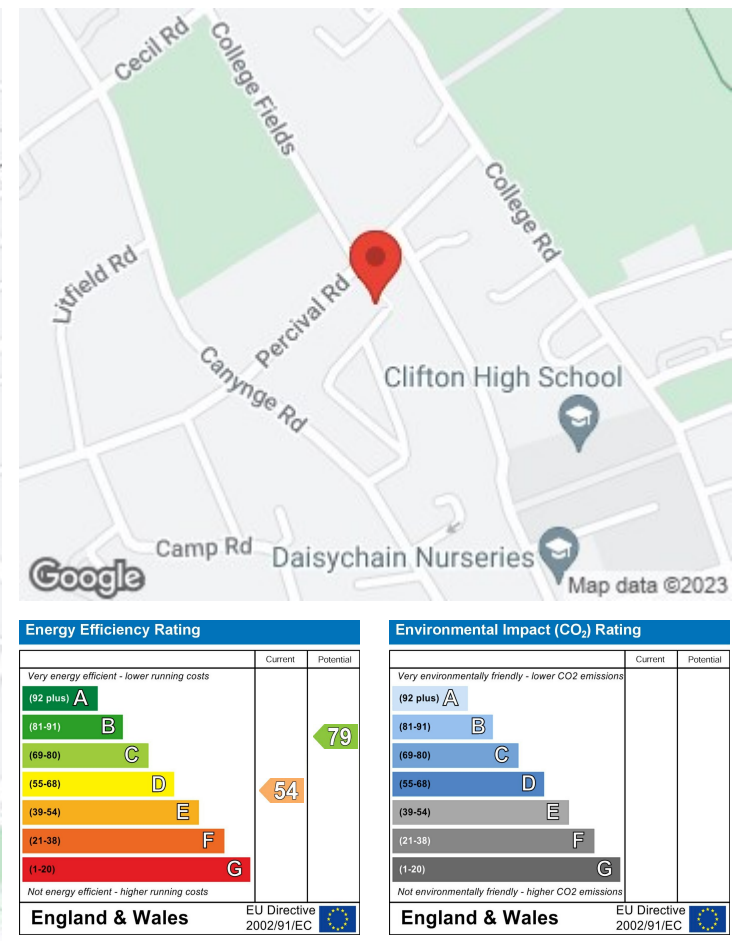 Cecil Rd
College Fields
College Rd
Litfield Rd
Percival Rd
Canynge Rd
Clifton High School
Camp Rd
Daisychain Nurseries
Google
Map data ©2023
Energy Efficiency Rating
Current Potential
Very energy efficient - lower running costs
(92 plus) A
(81-91) B
79
(69-80) C
(55-68) D
54
(39-54) E
(21-38) F
(1-20) G
Not energy efficient - higher running costs
England & Wales
EU Directive
2002/91/EC
Environmental Impact (CO₂) Rating
Current Potential
Very environmentally friendly - lower CO2 emissions
(92 plus) A
(81-91) B
(69-80) C
(55-68) D
(39-54) E
(21-38) F
(1-20) G
Not environmentally friendly - higher CO2 emissions
England & Wales
EU Directive
2002/91/EC